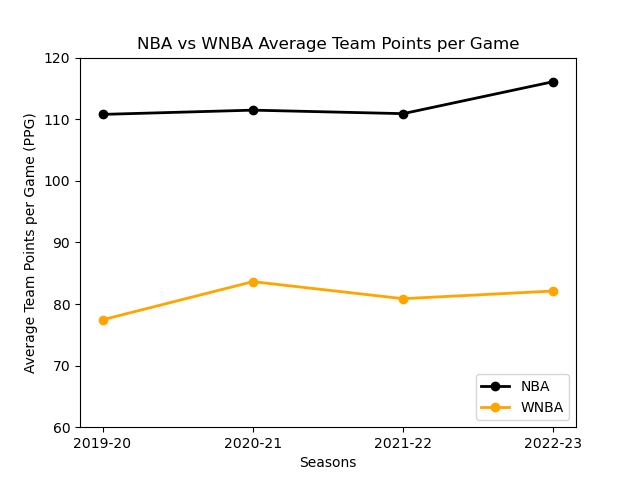 NBA vs WNBA Average Team Points per Game
Average Team Points per Game (PPG)
120
110
100
90
80
70
60
2019-20
2020-21
2021-22
2022-23
Seasons
NBA
WNBA